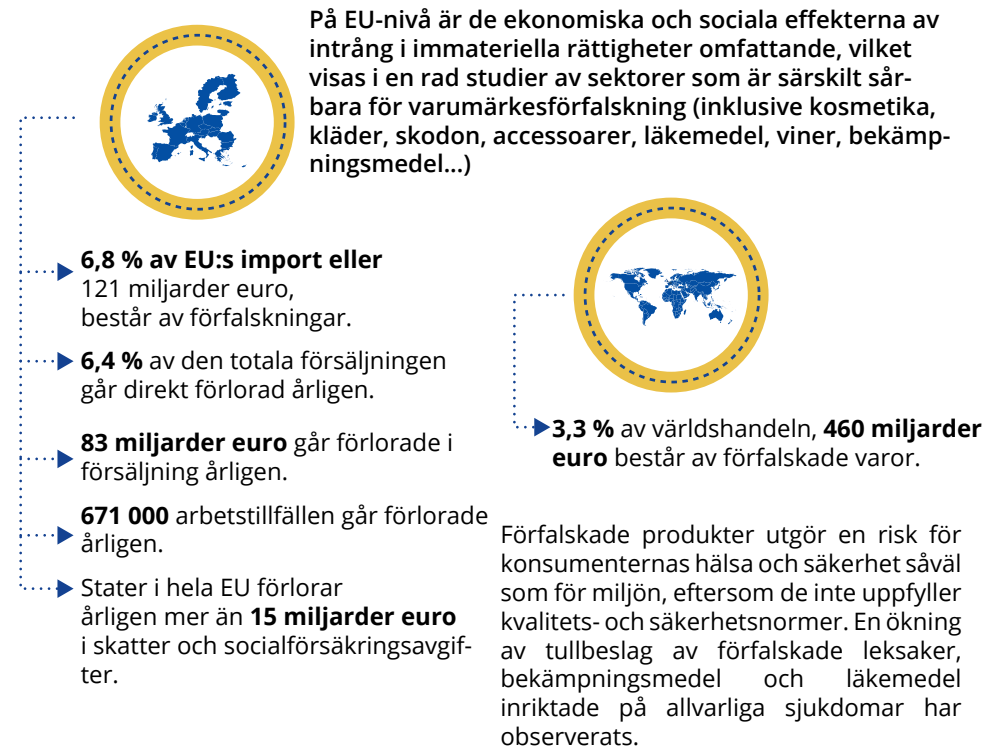 På EU-nivå är de ekonomiska och sociala effekterna av
intrång i immateriella rättigheter omfattande, vilket
visas i en rad studier av sektorer som är särskilt sår-
bara för varumärkesförfalskning (inklusive kosmetika,
kläder, skodon, accessoarer, läkemedel, viner, bekämp-
ningsmedel...)
6,8 % av EU:s import eller
121 miljarder euro,
består av förfalskningar.
6,4 % av den totala försäljningen
går direkt förlorad årligen.
83 miljarder euro går förlorade i
försäljning årligen.
671 000 arbetstillfällen går förlorade
årligen.
Stater i hela EU förlorar
årligen mer än 15 miljarder euro
i skatter och socialförsäkringsavgif-
ter.
3,3 % av världshandeln, 460 miljarder
euro består av förfalskade varor.
Förfalskade produkter utgör en risk för
konsumenternas hälsa och säkerhet såväl
som för miljön, eftersom de inte uppfyller
kvalitets- och säkerhetsnormer. En ökning
av tullbeslag av förfalskade leksaker,
bekämpningsmedel och läkemedel
inriktade på allvarliga sjukdomar har
observerats.